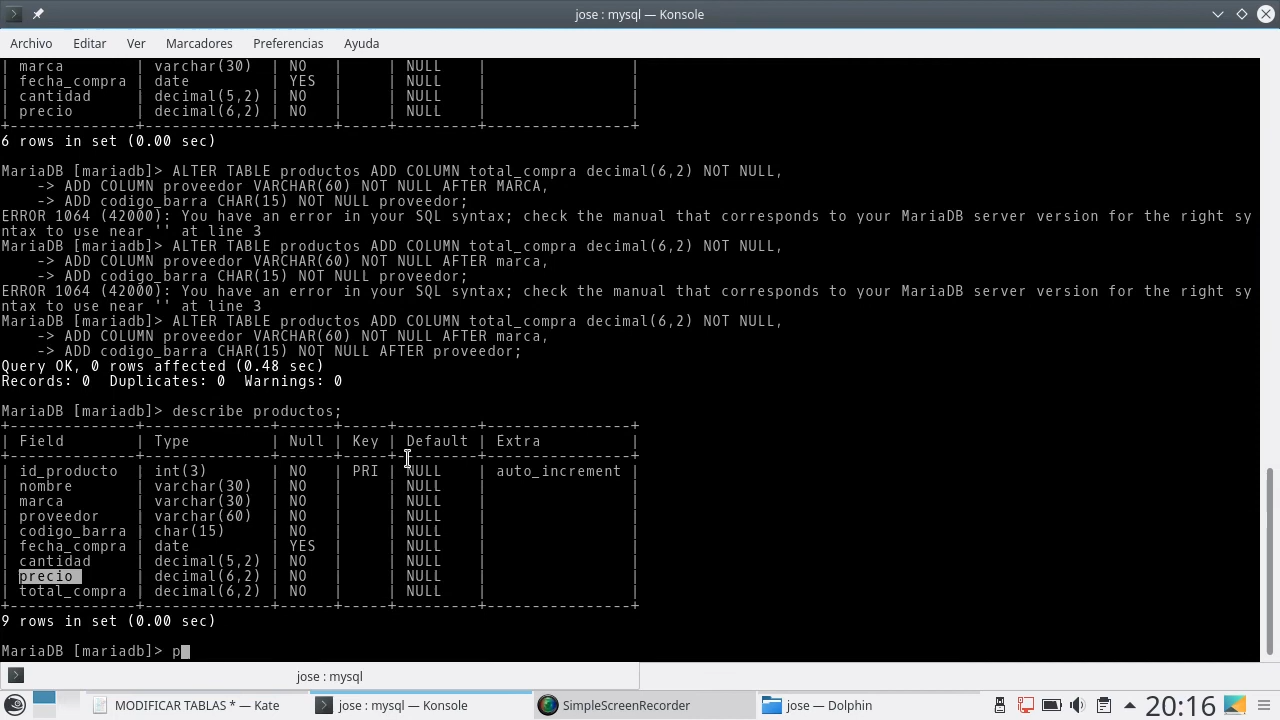 jose : mysql — Konsole
Archivo Editar Ver Marcadores Preferencias Ayuda
| marca | varchar(30) | NO | | NULL | |
| fecha_compra | date | YES | | NULL | |
| cantidad | decimal(5,2) | NO | | NULL | |
| precio | decimal(6,2) | NO | | NULL | |
+--------------+--------------+------+-----+---------+----------------+
6 rows in set (0.00 sec)
MariaDB [mariadb]> ALTER TABLE productos ADD COLUMN total_compra decimal(6,2) NOT NULL,
-> ADD COLUMN proveedor VARCHAR(60) NOT NULL AFTER MARCA,
-> ADD codigo_barra CHAR(15) NOT NULL proveedor;
ERROR 1064 (42000): You have an error in your SQL syntax; check the manual that corresponds to your MariaDB server version for the right sy
ntax to use near '' at line 3
MariaDB [mariadb]> ALTER TABLE productos ADD COLUMN total_compra decimal(6,2) NOT NULL,
-> ADD COLUMN proveedor VARCHAR(60) NOT NULL AFTER marca,
-> ADD codigo_barra CHAR(15) NOT NULL proveedor;
ERROR 1064 (42000): You have an error in your SQL syntax; check the manual that corresponds to your MariaDB server version for the right sy
ntax to use near '' at line 3
MariaDB [mariadb]> ALTER TABLE productos ADD COLUMN total_compra decimal(6,2) NOT NULL,
-> ADD COLUMN proveedor VARCHAR(60) NOT NULL AFTER marca,
-> ADD codigo_barra CHAR(15) NOT NULL AFTER proveedor;
Query OK, 0 rows affected (0.48 sec)
Records: 0 Duplicates: 0 Warnings: 0
MariaDB [mariadb]> describe productos;
+--------------+--------------+------+-----+---------+----------------+
| Field | Type | Null | Key | Default | Extra |
+--------------+--------------+------+-----+---------+----------------+
| id_producto | int(3) | NO | PRI | NULL | auto_increment |
| nombre | varchar(30) | NO | | NULL | |
| marca | varchar(30) | NO | | NULL | |
| proveedor | varchar(60) | NO | | NULL | |
| codigo_barra | char(15) | NO | | NULL | |
| fecha_compra | date | YES | | NULL | |
| cantidad | decimal(5,2) | NO | | NULL | |
| precio | decimal(6,2) | NO | | NULL | |
| total_compra | decimal(6,2) | NO | | NULL | |
+--------------+--------------+------+-----+---------+----------------+
9 rows in set (0.00 sec)
MariaDB [mariadb]> p
jose : mysql
MODIFICAR TABLAS * — Kate jose : mysql — Konsole impleScreenRecorder jose — Dolphin 20:16